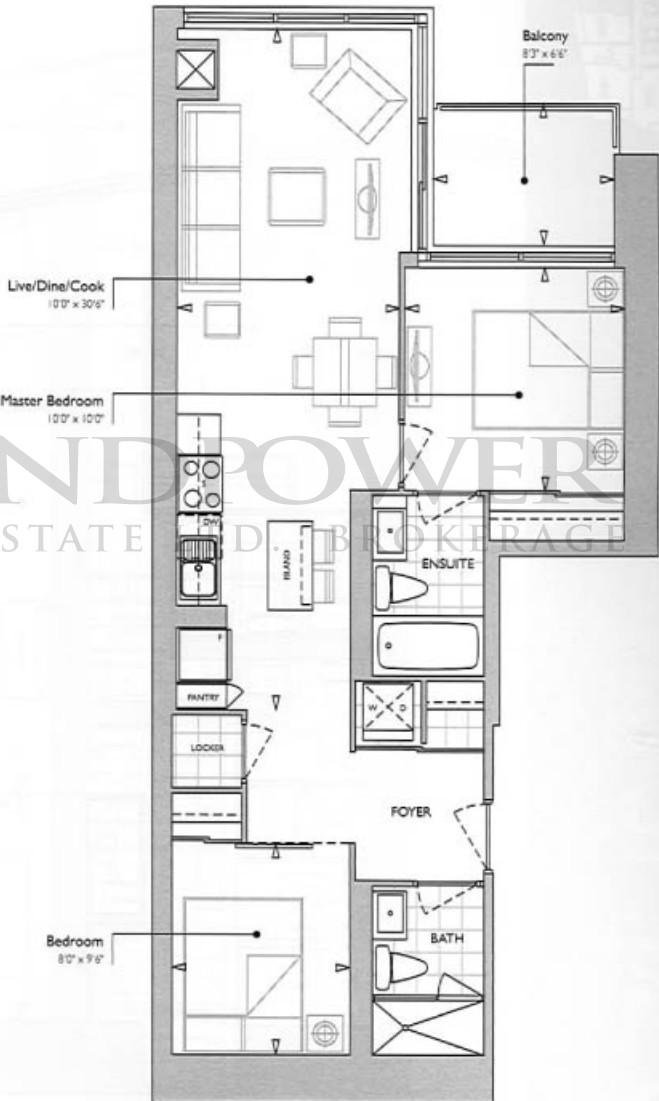 Balcony
8'3" x 6'6"
Live/Dine/Cook
10'0" x 30'6"
Master Bedroom
10'0" x 10'0"
NDPOWER
S
DW
STATE LTD BROKERAGE
ISLAND
ENSUITE
F
PANTRY
W D
LOCKER
FOYER
Bedroom
8'0" x 9'6"
BATH